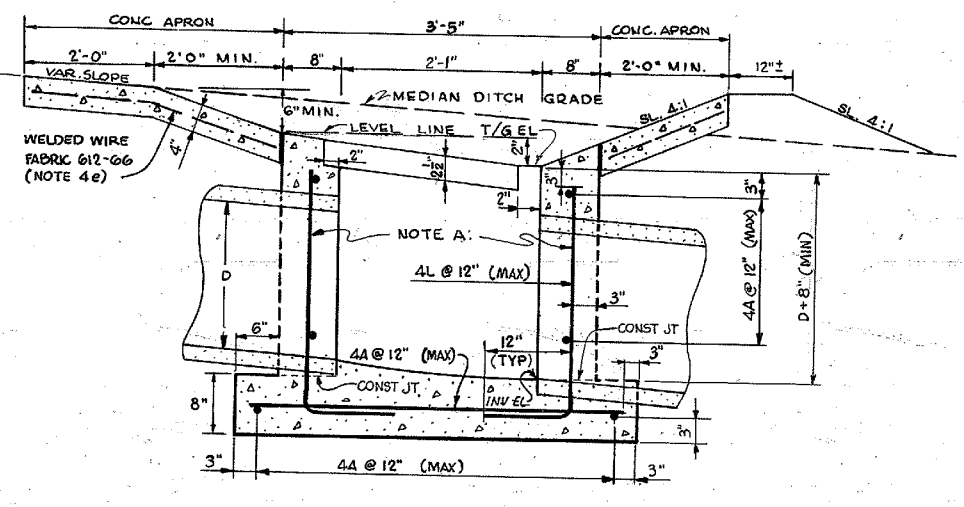 CONC APRON
3'-5"
CONC. APRON
2'-0"
2'0" MIN.
8"
2'-1"
8"
2'-0" MIN.
12"±
VAR. SLOPE
MEDIAN DITCH GRADE
SL. 4:1
SL. 4:1
6" MIN.
LEVEL LINE
T/G EL
2"
4"
WELDED WIRE
FABRIC 612-66
(NOTE 4e)
2"
2½"
3"
3"
2"
NOTE A:
D
4L @ 12" (MAX)
4A @ 12" (MAX)
D+8" (MIN)
3"
6"
12"
(TYP)
CONST JT
4A @ 12" (MAX)
3"
CONST JT
INV EL
8"
3"
3"
4A @ 12" (MAX)
3"